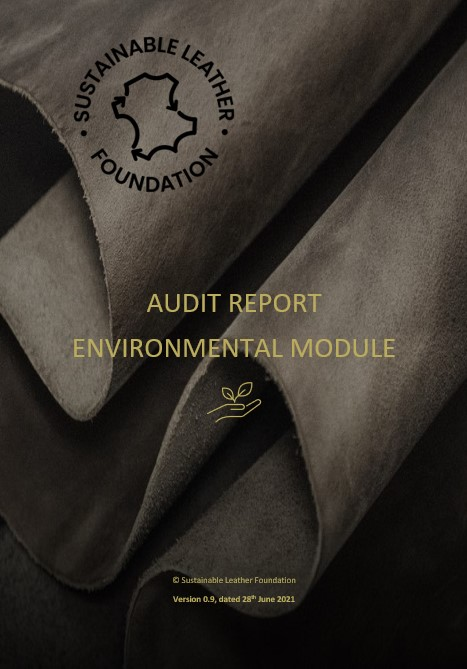 SUSTAINABLE LEATHER
FOUNDATION
AUDIT REPORT
ENVIRONMENTAL MODULE
© Sustainable Leather Foundation
Version 0.9, dated 28th June 2021